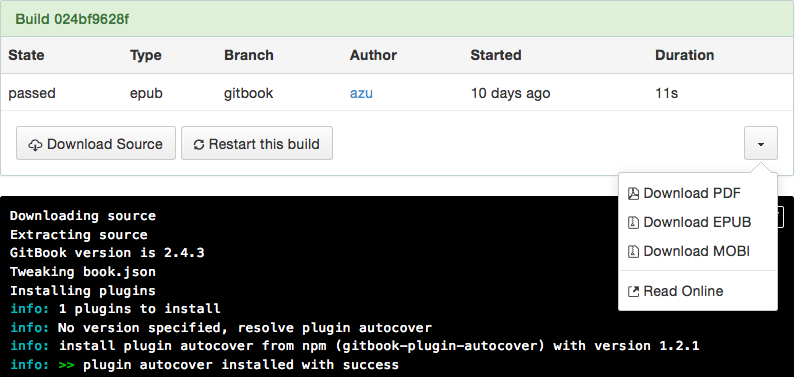 Build 024bf9628f
State Type Branch Author Started Duration
passed epub gitbook azu 10 days ago 11s
Download Source Restart this build
Download PDF
Download EPUB
Download MOBI
Read Online
Downloading source
Extracting source
GitBook version is 2.4.3
Tweaking book.json
Installing plugins
info: 1 plugins to install
info: No version specified, resolve plugin autocover
info: install plugin autocover from npm (gitbook-plugin-autocover) with version 1.2.1
info: >> plugin autocover installed with success